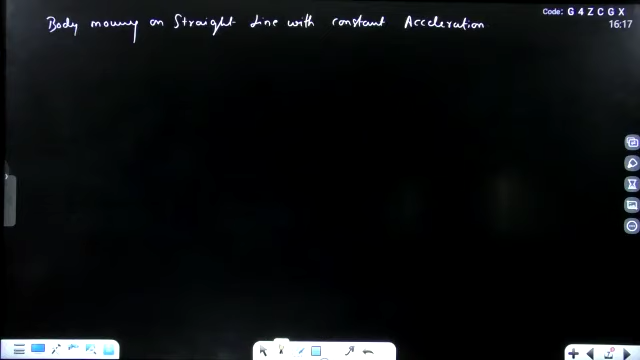 Body moving on Straight Line with constant Acceleration
Code: G4ZCGX
16:17